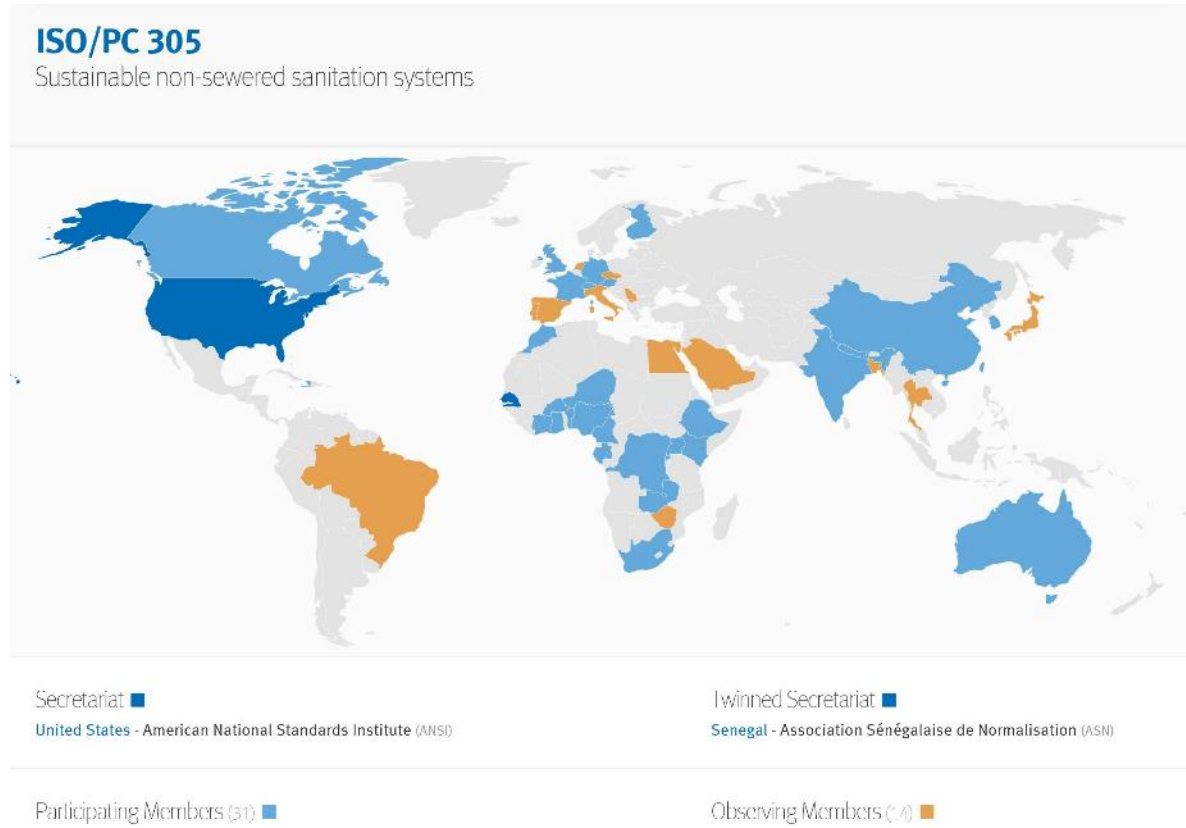 ISO/PC 305
Sustainable non-sewered sanitation systems
Secretariat
United States - American National Standards Institute (ANSI)
Twinned Secretariat
Senegal - Association Sénégalaise de Normalisation (ASN)
Participating Members (31)
Observing Members (14)